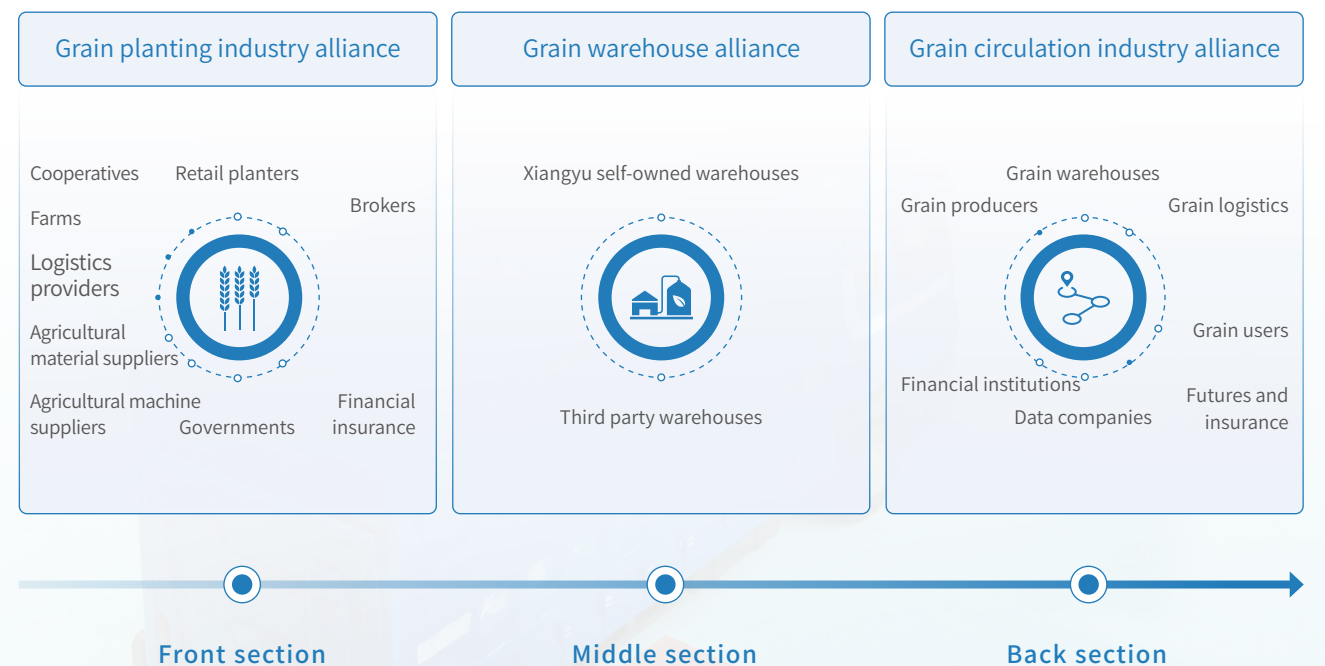 Grain planting industry alliance
Cooperatives
Retail planters
Brokers
Farms
Logistics
providers
Agricultural
material suppliers
Agricultural machine
suppliers
Governments
Financial
insurance
Grain warehouse alliance
Xiangyu self-owned warehouses
Third party warehouses
Grain circulation industry alliance
Grain warehouses
Grain producers
Grain logistics
Grain users
Financial institutions
Data companies
Futures and
insurance
Front section
Middle section
Back section